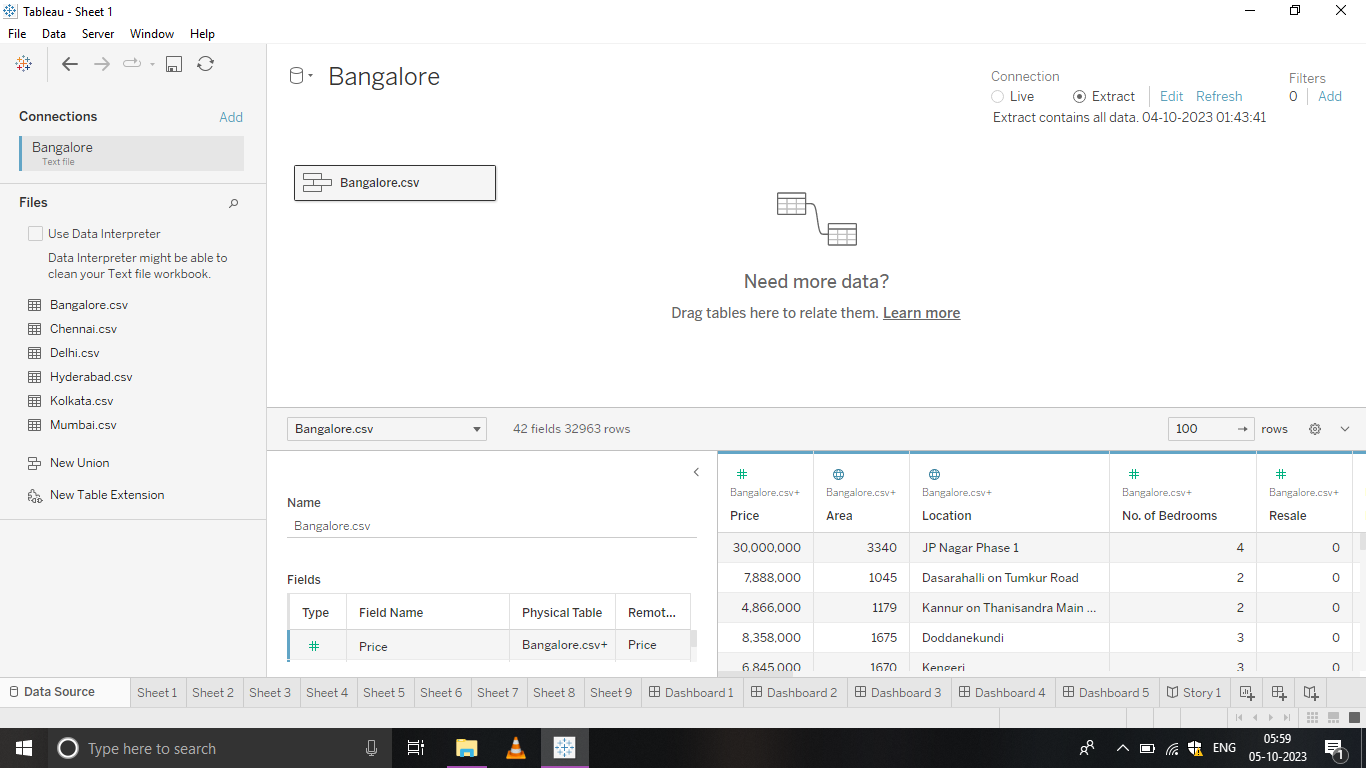 Tableau - Sheet 1
File Data Server Window Help
Connections Add
Bangalore
Text file
Files
Use Data Interpreter
Data Interpreter might be able to
clean your Text file workbook.
Bangalore.csv
Chennai.csv
Delhi.csv
Hyderabad.csv
Kolkata.csv
Mumbai.csv
New Union
New Table Extension
Bangalore
Connection
Live Extract Edit Refresh
Extract contains all data. 04-10-2023 01:43:41
Filters
0 Add
Bangalore.csv
Need more data?
Drag tables here to relate them. Learn more
Bangalore.csv 42 fields 32963 rows 100 rows
Name
Bangalore.csv
Fields
Type Field Name Physical Table Remot...
Price Bangalore.csv+ Price
Bangalore.csv+ Bangalore.csv+ Bangalore.csv+ Bangalore.csv+ Bangalore.csv+
Price Area Location No. of Bedrooms Resale
30,000,000 3340 JP Nagar Phase 1 4 0
7,888,000 1045 Dasarahalli on Tumkur Road 2 0
4,866,000 1179 Kannur on Thanisandra Main ... 2 0
8,358,000 1675 Doddanekundi 3 0
6,845,000 1670 Kengeri 3 0
Data Source Sheet 1 Sheet 2 Sheet 3 Sheet 4 Sheet 5 Sheet 6 Sheet 7 Sheet 8 Sheet 9 Dashboard 1 Dashboard 2 Dashboard 3 Dashboard 4 Dashboard 5 Story 1
Type here to search
ENG
05:59
05-10-2023
1